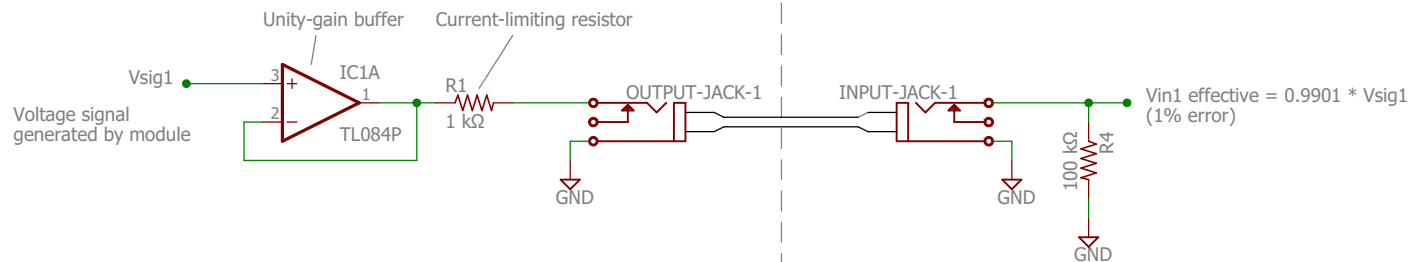 Unity-gain buffer
Current-limiting resistor
Vsig1
3
+
IC1A
1
2
−
TL084P
R1
1 kΩ
OUTPUT-JACK-1
INPUT-JACK-1
Voltage signal
generated by module
GND
GND
100 kΩ
R4
GND
Vin1 effective = 0.9901 * Vsig1
(1% error)